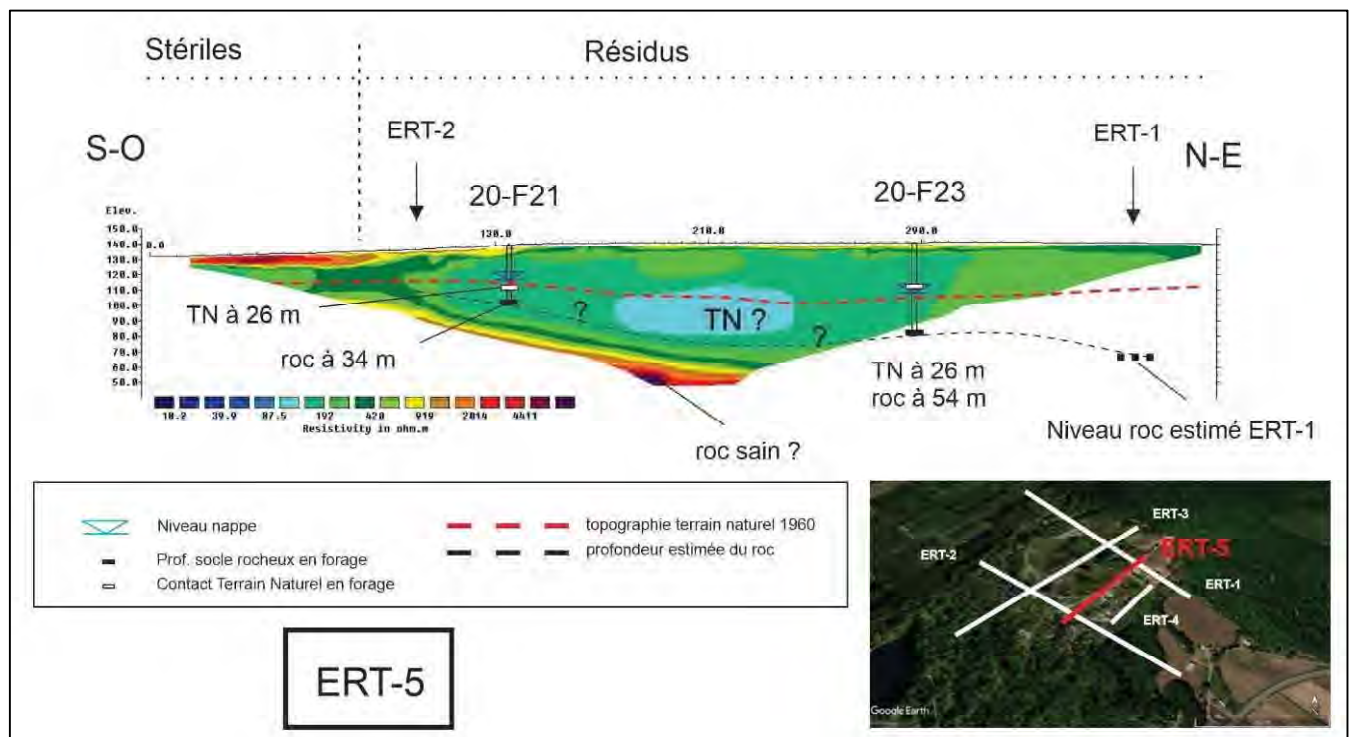 Stériles
Résidus
ERT-2
ERT-1
S-O
N-E
20-F21
20-F23
Elev.
150.0
140.0
130.0
120.0
110.0
100.0
90.0
80.0
70.0
60.0
50.0
0.0
130.0
210.0
290.0
TN à 26 m
roc à 34 m
?
TN ?
?
TN à 26 m
roc à 54 m
Niveau roc estimé ERT-1
roc sain ?
18.2 39.9 87.5 192 420 919 2014 4411
Resistivity in ohm.m
Niveau nappe
Prof. socle rocheux en forage
Contact Terrain Naturel en forage
topographie terrain naturel 1960
profondeur estimée du roc
ERT-5
ERT-3
ERT-2
ERT-5
ERT-1
ERT-4
Google Earth